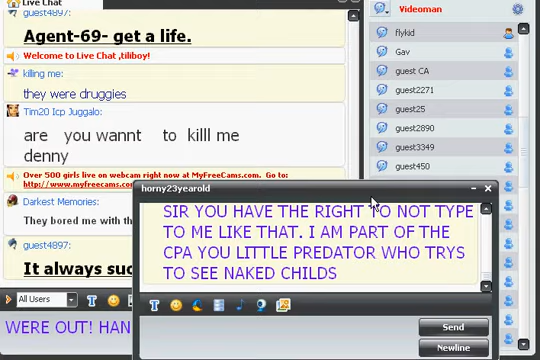 Live Chat
guest4897:
Agent-69- get a life.
Welcome to Live Chat ,tiliboy!
killing me:
they were druggies
Tim20 Icp Juggalo:
are you wannt to killl me
denny
Over 500 girls live on webcam right now at MyFreeCams.com. Go to:
http://www.myfreecams.com
Darkest Memories:
They bored me with th
guest4897:
It always suc
All Users
WERE OUT! HAN
Videoman
flykid
Gav
guest CA
guest2271
guest25
guest2890
guest3349
guest450
horny23yearold
SIR YOU HAVE THE RIGHT TO NOT TYPE
TO ME LIKE THAT. I AM PART OF THE
CPA YOU LITTLE PREDATOR WHO TRYS
TO SEE NAKED CHILDS
Send
Newline